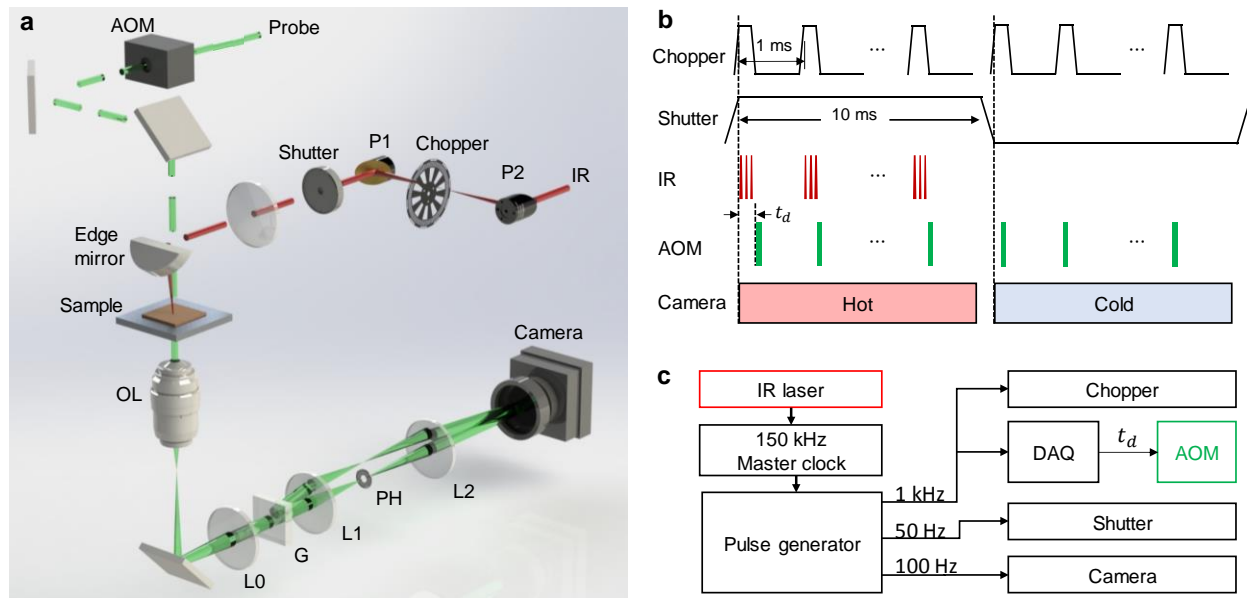 a
AOM
Probe
Shutter
P1
Chopper
P2
IR
Edge
mirror
Sample
OL
Camera
L2
PH
L1
G
L0
b
Chopper
1 ms
...
...
Shutter
10 ms
IR
...
t_d
AOM
...
...
Camera
Hot
Cold
c
IR laser
Chopper
150 kHz
Master clock
DAQ
t_d
AOM
1 kHz
Pulse generator
50 Hz
Shutter
100 Hz
Camera